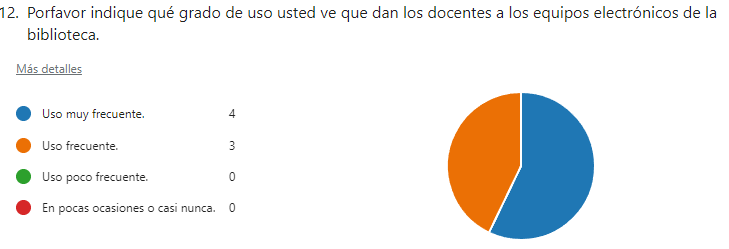 12. Porfavor indique qué grado de uso usted ve que dan los docentes a los equipos electrónicos de la
biblioteca.
Más detalles
Uso muy frecuente. 4
Uso frecuente. 3
Uso poco frecuente. 0
En pocas ocasiones o casi nunca. 0